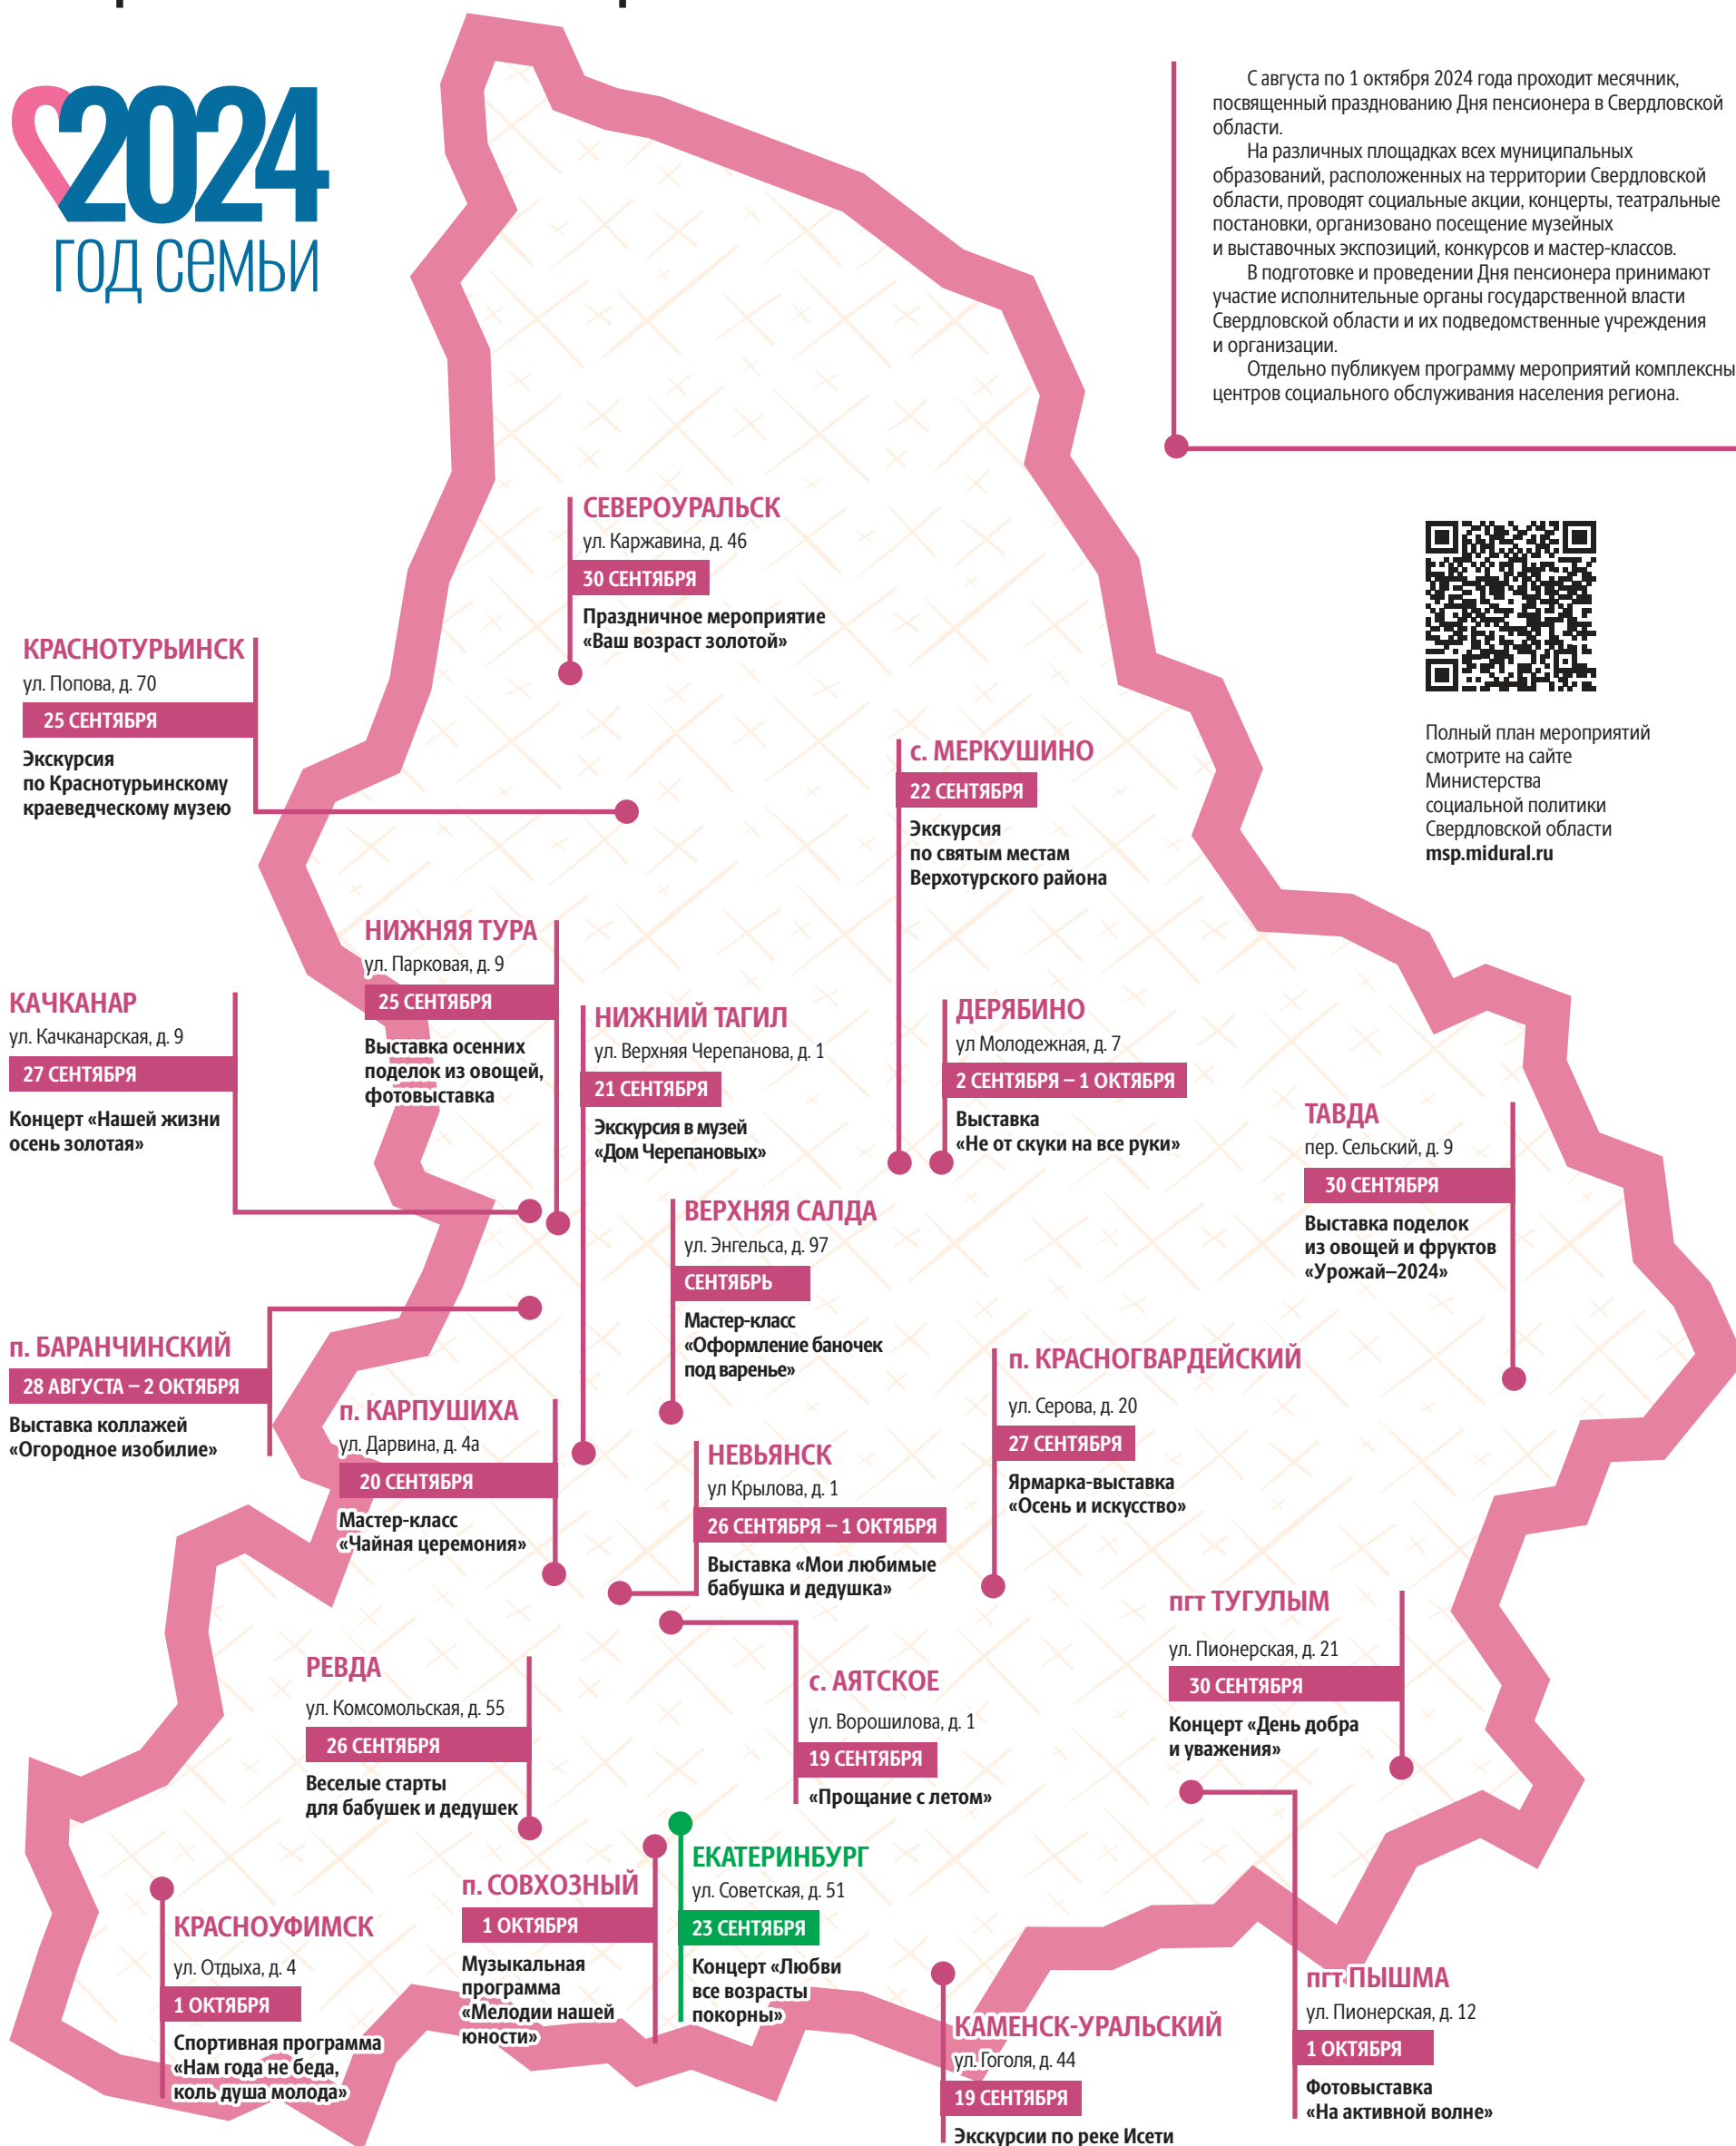 2024
ГОД СЕМЬИ
С августа по 1 октября 2024 года проходит месячник,
посвященный празднованию Дня пенсионера в Свердловской
области.
На различных площадках всех муниципальных
образований, расположенных на территории Свердловской
области, проводят социальные акции, концерты, театральные
постановки, организовано посещение музейных
и выставочных экспозиций, конкурсов и мастер-классов.
В подготовке и проведении Дня пенсионера принимают
участие исполнительные органы государственной власти
Свердловской области и их подведомственные учреждения
и организации.
Отдельно публикуем программу мероприятий комплексны
центров социального обслуживания населения региона.
СЕВЕРОУРАЛЬСК
ул. Каржавина, д. 46
30 СЕНТЯБРЯ
Праздничное мероприятие
«Ваш возраст золотой»
КРАСНОТУРЬИНСК
ул. Попова, д. 70
25 СЕНТЯБРЯ
Экскурсия
по Краснотурьинскому
краеведческому музею
Полный план мероприятий
смотрите на сайте
Министерства
социальной политики
Свердловской области
msp.midural.ru
с. МЕРКУШИНО
22 СЕНТЯБРЯ
Экскурсия
по святым местам
Верхотурского района
НИЖНЯЯ ТУРА
ул. Парковая, д. 9
25 СЕНТЯБРЯ
Выставка осенних
поделок из овощей,
фотовыставка
КАЧКАНАР
ул. Качканарская, д. 9
27 СЕНТЯБРЯ
Концерт «Нашей жизни
осень золотая»
НИЖНИЙ ТАГИЛ
ул. Верхняя Черепанова, д. 1
21 СЕНТЯБРЯ
Экскурсия в музей
«Дом Черепановых»
ДЕРЯБИНО
ул Молодежная, д. 7
2 СЕНТЯБРЯ – 1 ОКТЯБРЯ
Выставка
«Не от скуки на все руки»
ТАВДА
пер. Сельский, д. 9
30 СЕНТЯБРЯ
Выставка поделок
из овощей и фруктов
«Урожай–2024»
ВЕРХНЯЯ САЛДА
ул. Энгельса, д. 97
СЕНТЯБРЬ
Мастер-класс
«Оформление баночек
под варенье»
п. БАРАНЧИНСКИЙ
28 АВГУСТА – 2 ОКТЯБРЯ
Выставка коллажей
«Огородное изобилие»
п. КРАСНОГВАРДЕЙСКИЙ
ул. Серова, д. 20
27 СЕНТЯБРЯ
Ярмарка-выставка
«Осень и искусство»
п. КАРПУШИХА
ул. Дарвина, д. 4а
20 СЕНТЯБРЯ
Мастер-класс
«Чайная церемония»
НЕВЬЯНСК
ул Крылова, д. 1
26 СЕНТЯБРЯ – 1 ОКТЯБРЯ
Выставка «Мои любимые
бабушка и дедушка»
пгт ТУГУЛЫМ
ул. Пионерская, д. 21
30 СЕНТЯБРЯ
Концерт «День добра
и уважения»
РЕВДА
ул. Комсомольская, д. 55
26 СЕНТЯБРЯ
Веселые старты
для бабушек и дедушек
с. АЯТСКОЕ
ул. Ворошилова, д. 1
19 СЕНТЯБРЯ
«Прощание с летом»
ЕКАТЕРИНБУРГ
ул. Советская, д. 51
23 СЕНТЯБРЯ
Концерт «Любви
все возрасты
покорны»
п. СОВХОЗНЫЙ
1 ОКТЯБРЯ
Музыкальная
программа
«Мелодии нашей
юности»
КРАСНОУФИМСК
ул. Отдыха, д. 4
1 ОКТЯБРЯ
Спортивная программа
«Нам года не беда,
коль душа молода»
КАМЕНСК-УРАЛЬСКИЙ
ул. Гоголя, д. 44
19 СЕНТЯБРЯ
Экскурсии по реке Исети
пгт ПЫШМА
ул. Пионерская, д. 12
1 ОКТЯБРЯ
Фотовыставка
«На активной волне»